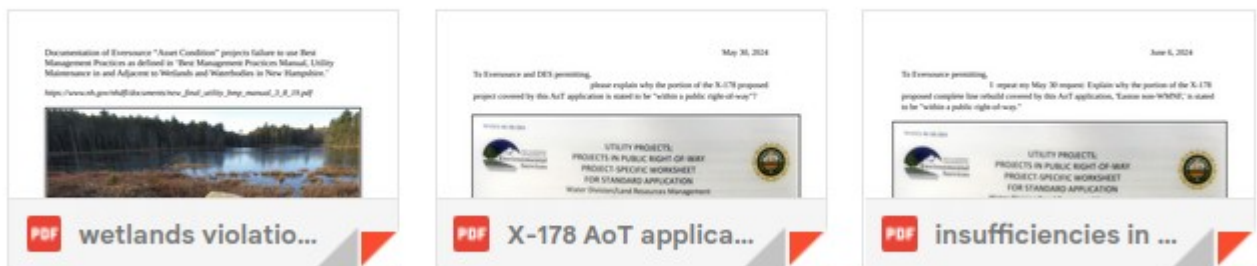 Documentation of Eversource "Asset Condition" projects failure to use Best
Management Practices as defined in 'Best Management Practices Manual, Utility
Maintenance in and Adjacent to Wetlands and Waterbodies in New Hampshire.'
https://www.nh.gov/nhdfl/documents/new_final_utility_bmp_manual_3_8_19.pdf
PDF wetlands violatio...
May 30, 2024
To Eversource and DES permitting,
please explain why the portion of the X-178 proposed
project covered by this AoT application is stated to be "within a public right-of-way"?
UTILITY PROJECTS:
PROJECTS IN PUBLIC RIGHT-OF-WAY
PROJECT-SPECIFIC WORKSHEET
FOR STANDARD APPLICATION
Water Division/Land Resources Management
PDF X-178 AoT applica...
June 6, 2024
To Eversource permitting,
I repeat my May 30 request: Explain why the portion of the X-178
proposed complete line rebuild covered by this AoT application, 'Easton non-WMNF,' is stated
to be "within a public right-of-way."
UTILITY PROJECTS:
PROJECTS IN PUBLIC RIGHT-OF-WAY
PROJECT-SPECIFIC WORKSHEET
FOR STANDARD APPLICATION
PDF insufficiencies in ...